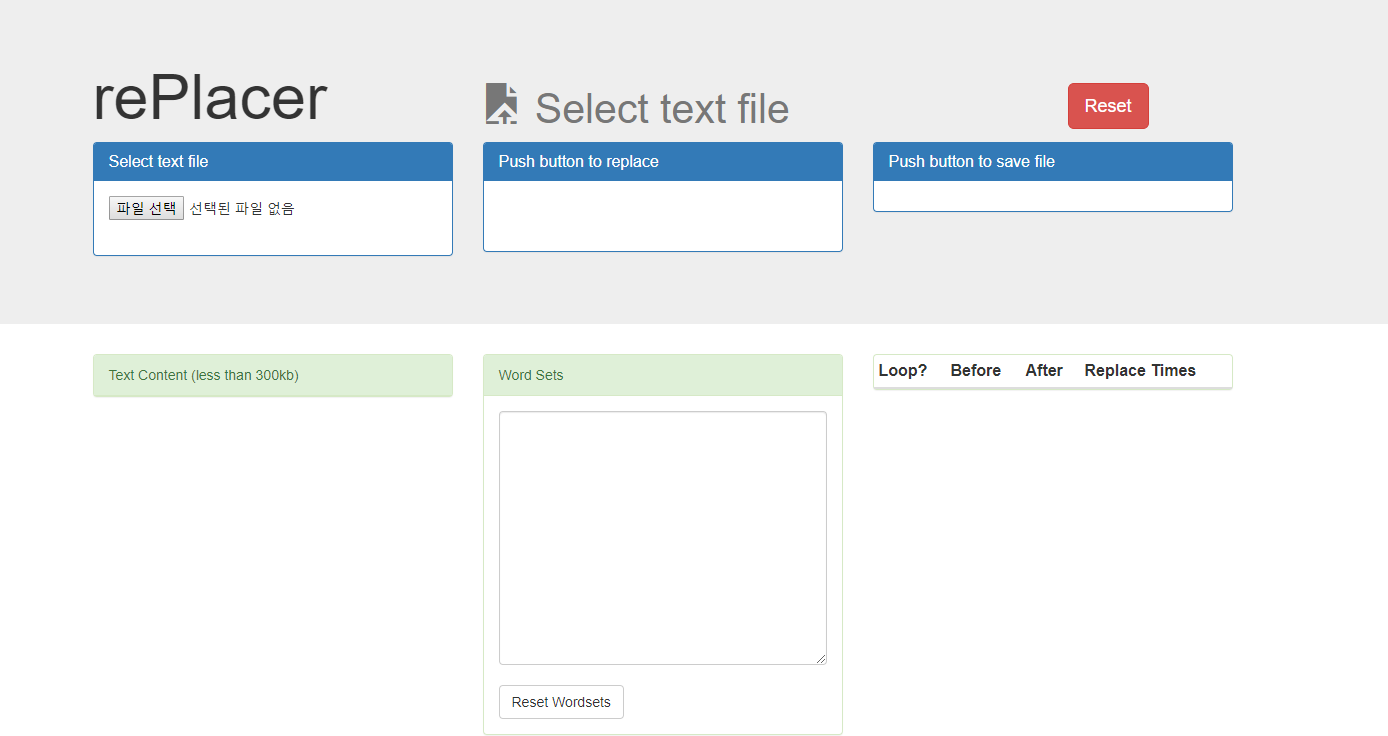 rePlacer
Select text file
Reset
Select text file
Push button to replace
Push button to save file
파일 선택 선택된 파일 없음
Text Content (less than 300kb)
Word Sets
Loop? Before After Replace Times
Reset Wordsets